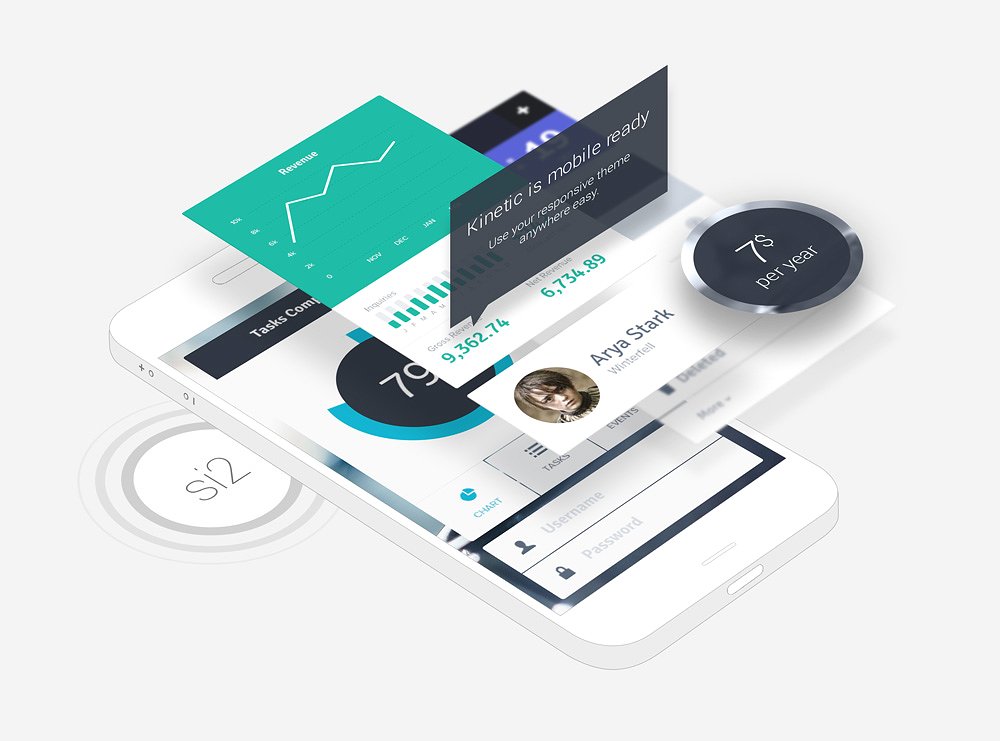 Revenue
10k
8k
6k
4k
2k
0
NOV
DEC
JAN
+
19
Kinetic is mobile ready
Use your responsive theme
anywhere easy.
7$
per year
Inquiries
J F M A M
Net Revenue
6,734.89
Gross Revenue
9,362.74
Tasks Comp
79
Arya Stark
Winterfell
Deleted
More
EVENTS
TASKS
CHART
Username
Password
si2